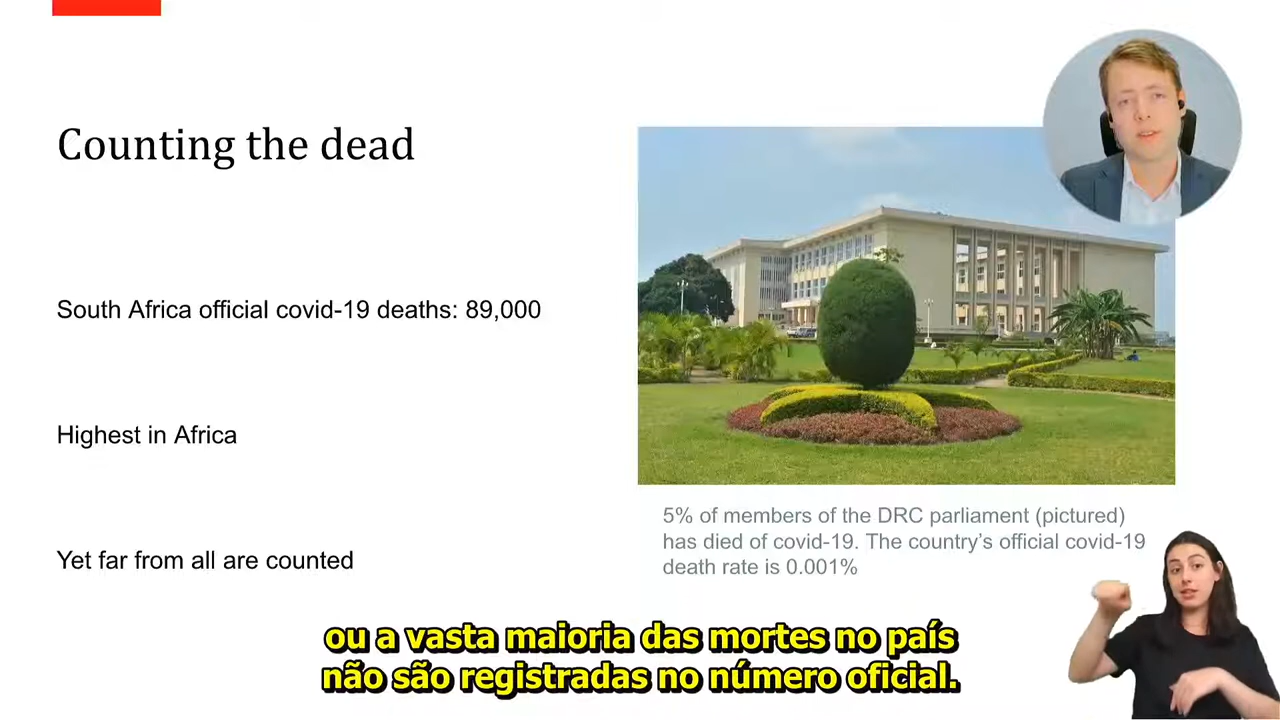 Counting the dead
South Africa official covid-19 deaths: 89,000
Highest in Africa
Yet far from all are counted
5% of members of the DRC parliament (pictured)
has died of covid-19. The country's official covid-19
death rate is 0.001%
ou a vasta maioria das mortes no país
não são registradas no número oficial.